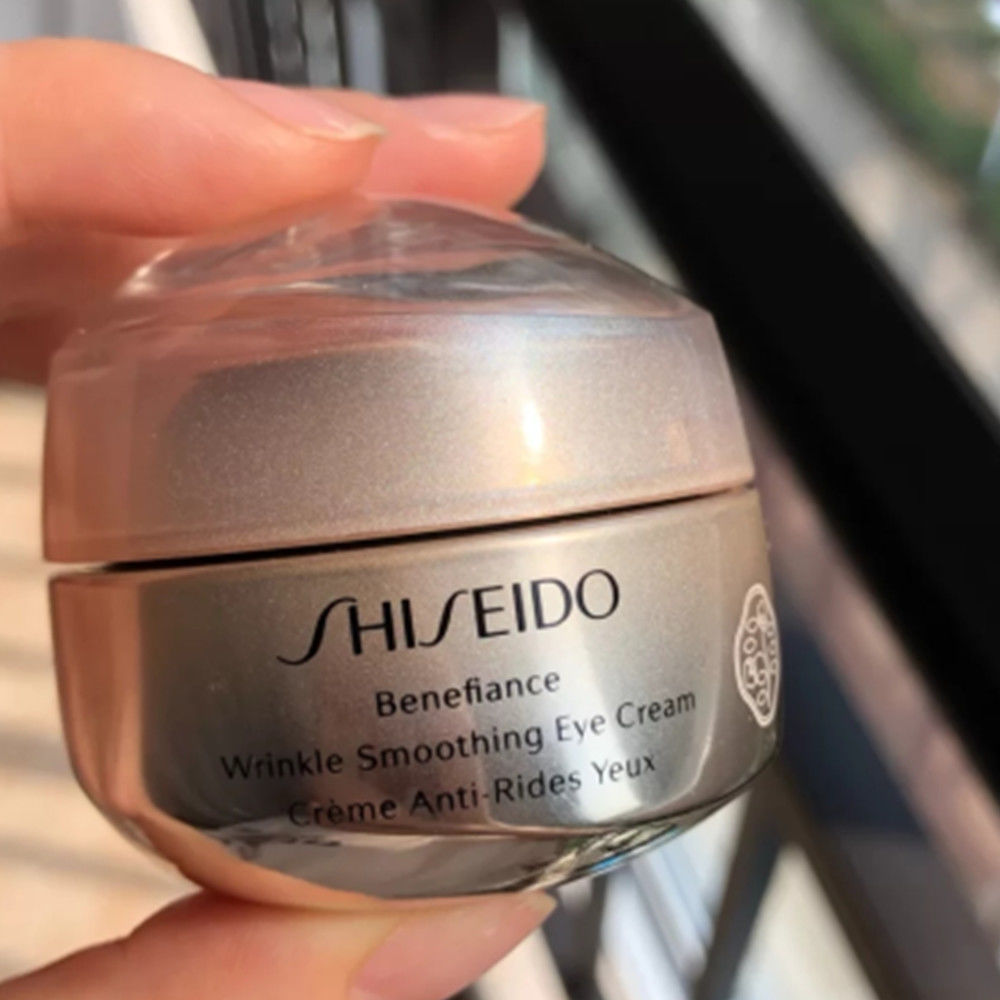 SHISEIDO
Benefiance
Wrinkle Smoothing Eye Cream
Crème Anti-Rides Yeux